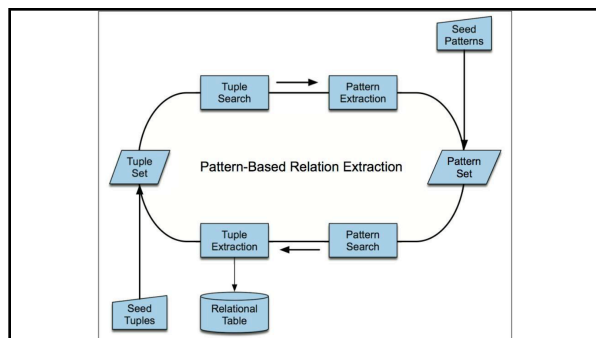 Seed
Patterns
Tuple
Search
Pattern
Extraction
Tuple
Set
Pattern-Based Relation Extraction
Pattern
Set
Tuple
Extraction
Pattern
Search
Seed
Tuples
Relational
Table